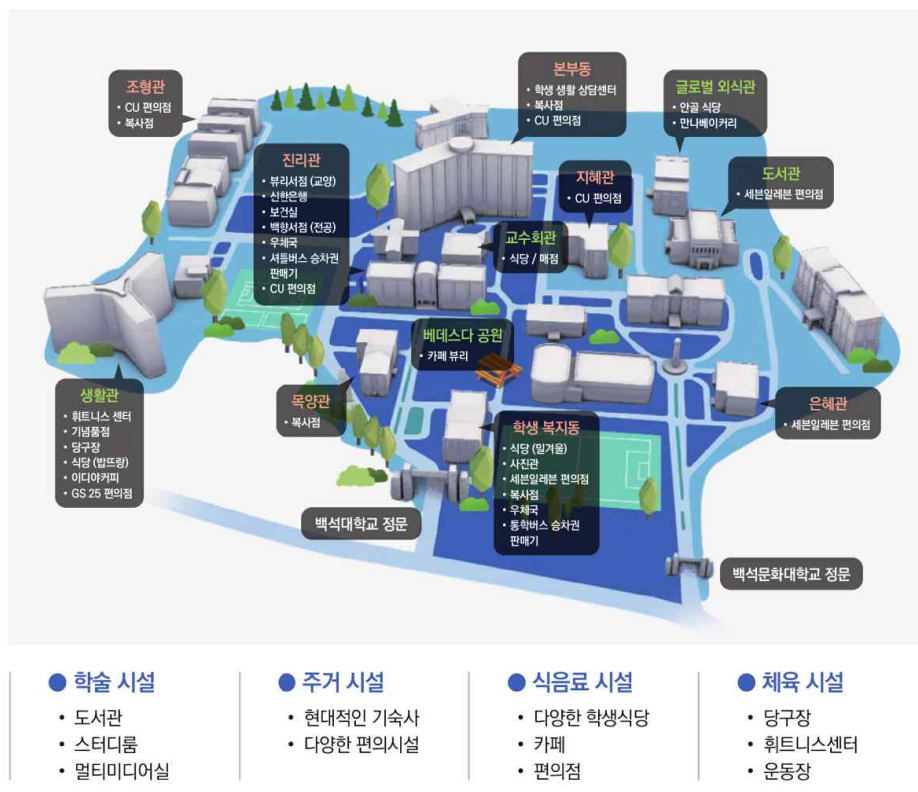 조형관
• CU 편의점
• 복사점
본부동
• 학생 생활 상담센터
• 복사점
• CU 편의점
글로벌 외식관
• 안골 식당
• 만나베이커리
진리관
• 뷰리서점 (교양)
• 신한은행
• 보건실
• 백향서점 (전공)
• 우체국
• 셔틀버스 승차권
판매기
• CU 편의점
지혜관
• CU 편의점
도서관
• 세븐일레븐 편의점
교수회관
• 식당 / 매점
베데스다 공원
• 카페 뷰리
생활관
• 휘트니스 센터
• 기념품점
• 당구장
• 식당 (밥뜨랑)
• 이디야커피
• GS 25 편의점
목양관
• 복사점
학생 복지동
• 식당 (밀겨울)
• 사진관
• 세븐일레븐 편의점
• 복사점
• 우체국
• 통학버스 승차권
판매기
은혜관
• 세븐일레븐 편의점
백석대학교 정문
백석문화대학교 정문
● 학술 시설
• 도서관
• 스터디룸
• 멀티미디어실
● 주거 시설
• 현대적인 기숙사
• 다양한 편의시설
● 식음료 시설
• 다양한 학생식당
• 카페
• 편의점
● 체육 시설
• 당구장
• 휘트니스센터
• 운동장